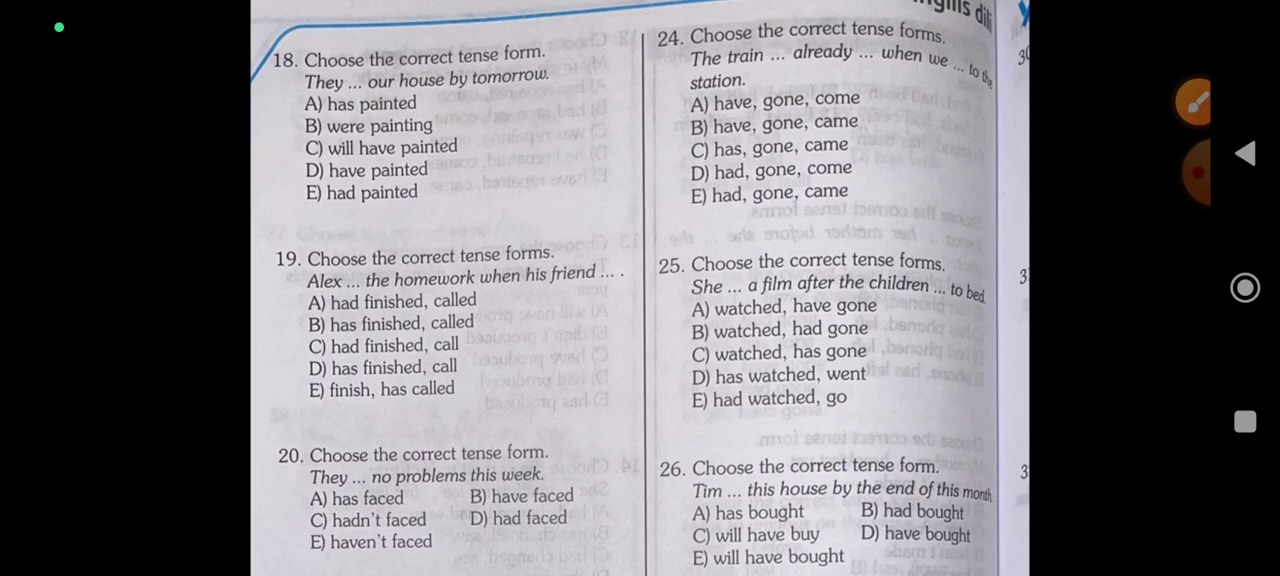 18. Choose the correct tense form.
They ... our house by tomorrow.
A) has painted
B) were painting
C) will have painted
D) have painted
E) had painted
19. Choose the correct tense forms.
Alex ... the homework when his friend ... .
A) had finished, called
B) has finished, called
C) had finished, call
D) has finished, call
E) finish, has called
20. Choose the correct tense form.
They ... no problems this week.
A) has faced B) have faced
C) hadn't faced D) had faced
E) haven't faced
dili
24. Choose the correct tense forms.
The train ... already ... when we ... to the
station.
A) have, gone, come
B) have, gone, came
C) has, gone, came
D) had, gone, come
E) had, gone, came
25. Choose the correct tense forms.
She ... a film after the children ... to bed
A) watched, have gone
B) watched, had gone
C) watched, has gone
D) has watched, went
E) had watched, go
26. Choose the correct tense form.
Tim ... this house by the end of this month
A) has bought B) had bought
C) will have buy D) have bought
E) will have bought